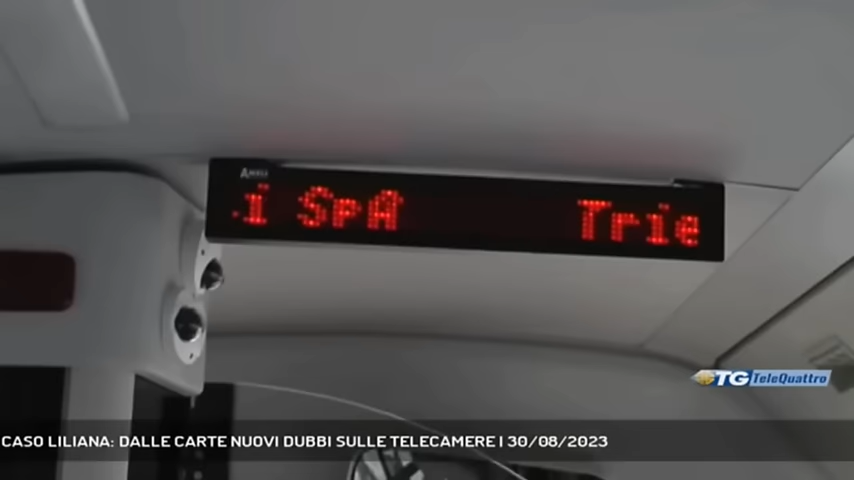 i SpA Trie
TG TeleQuattro
CASO LILIANA: DALLE CARTE NUOVI DUBBI SULLE TELECAMERE | 30/08/2023